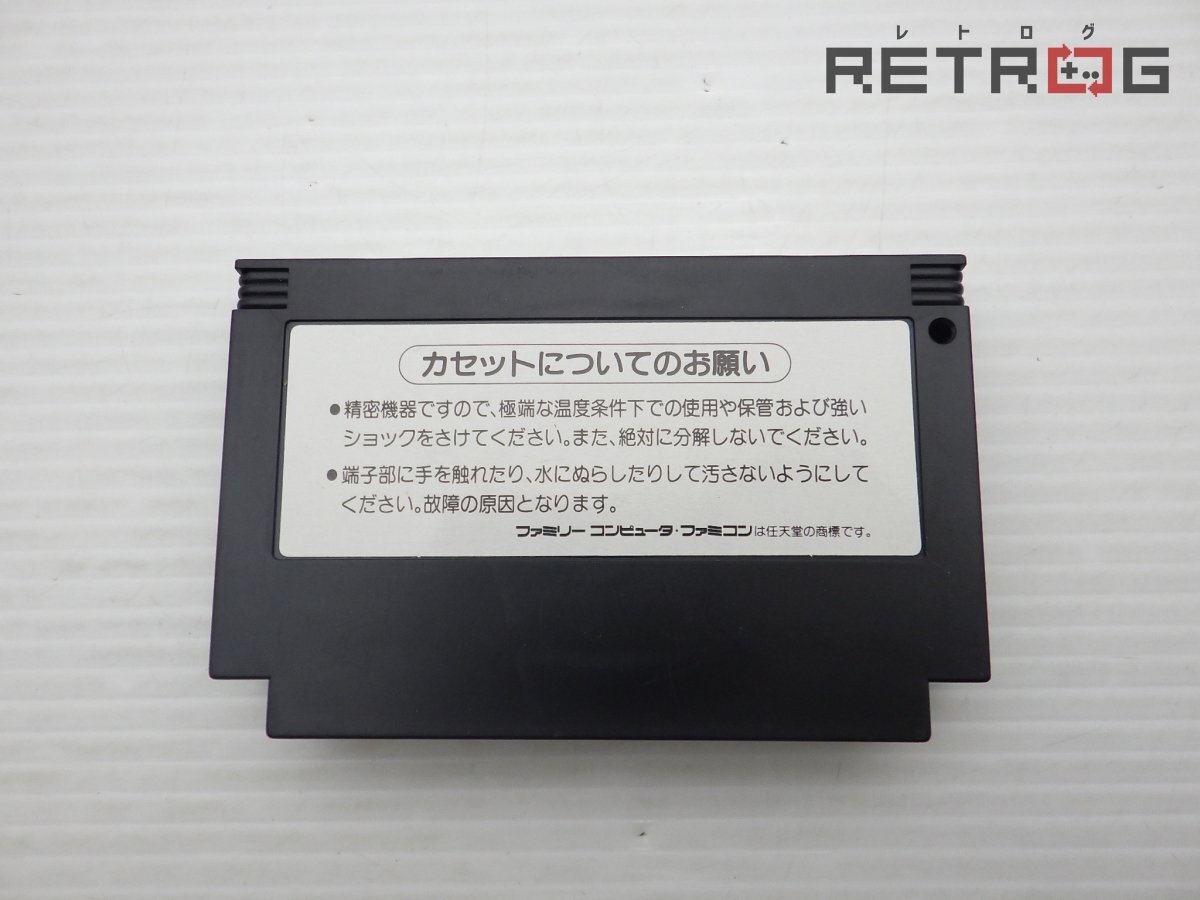 レトログ
RETROG
カセットについてのお願い
●精密機器ですので、極端な温度条件下での使用や保管および強い
ショックをさけてください。また、絶対に分解しないでください。
●端子部に手を触れたり、水にぬらしたりして汚さないようにして
ください。故障の原因となります。
ファミリーコンピュータ・ファミコンは任天堂の商標です。